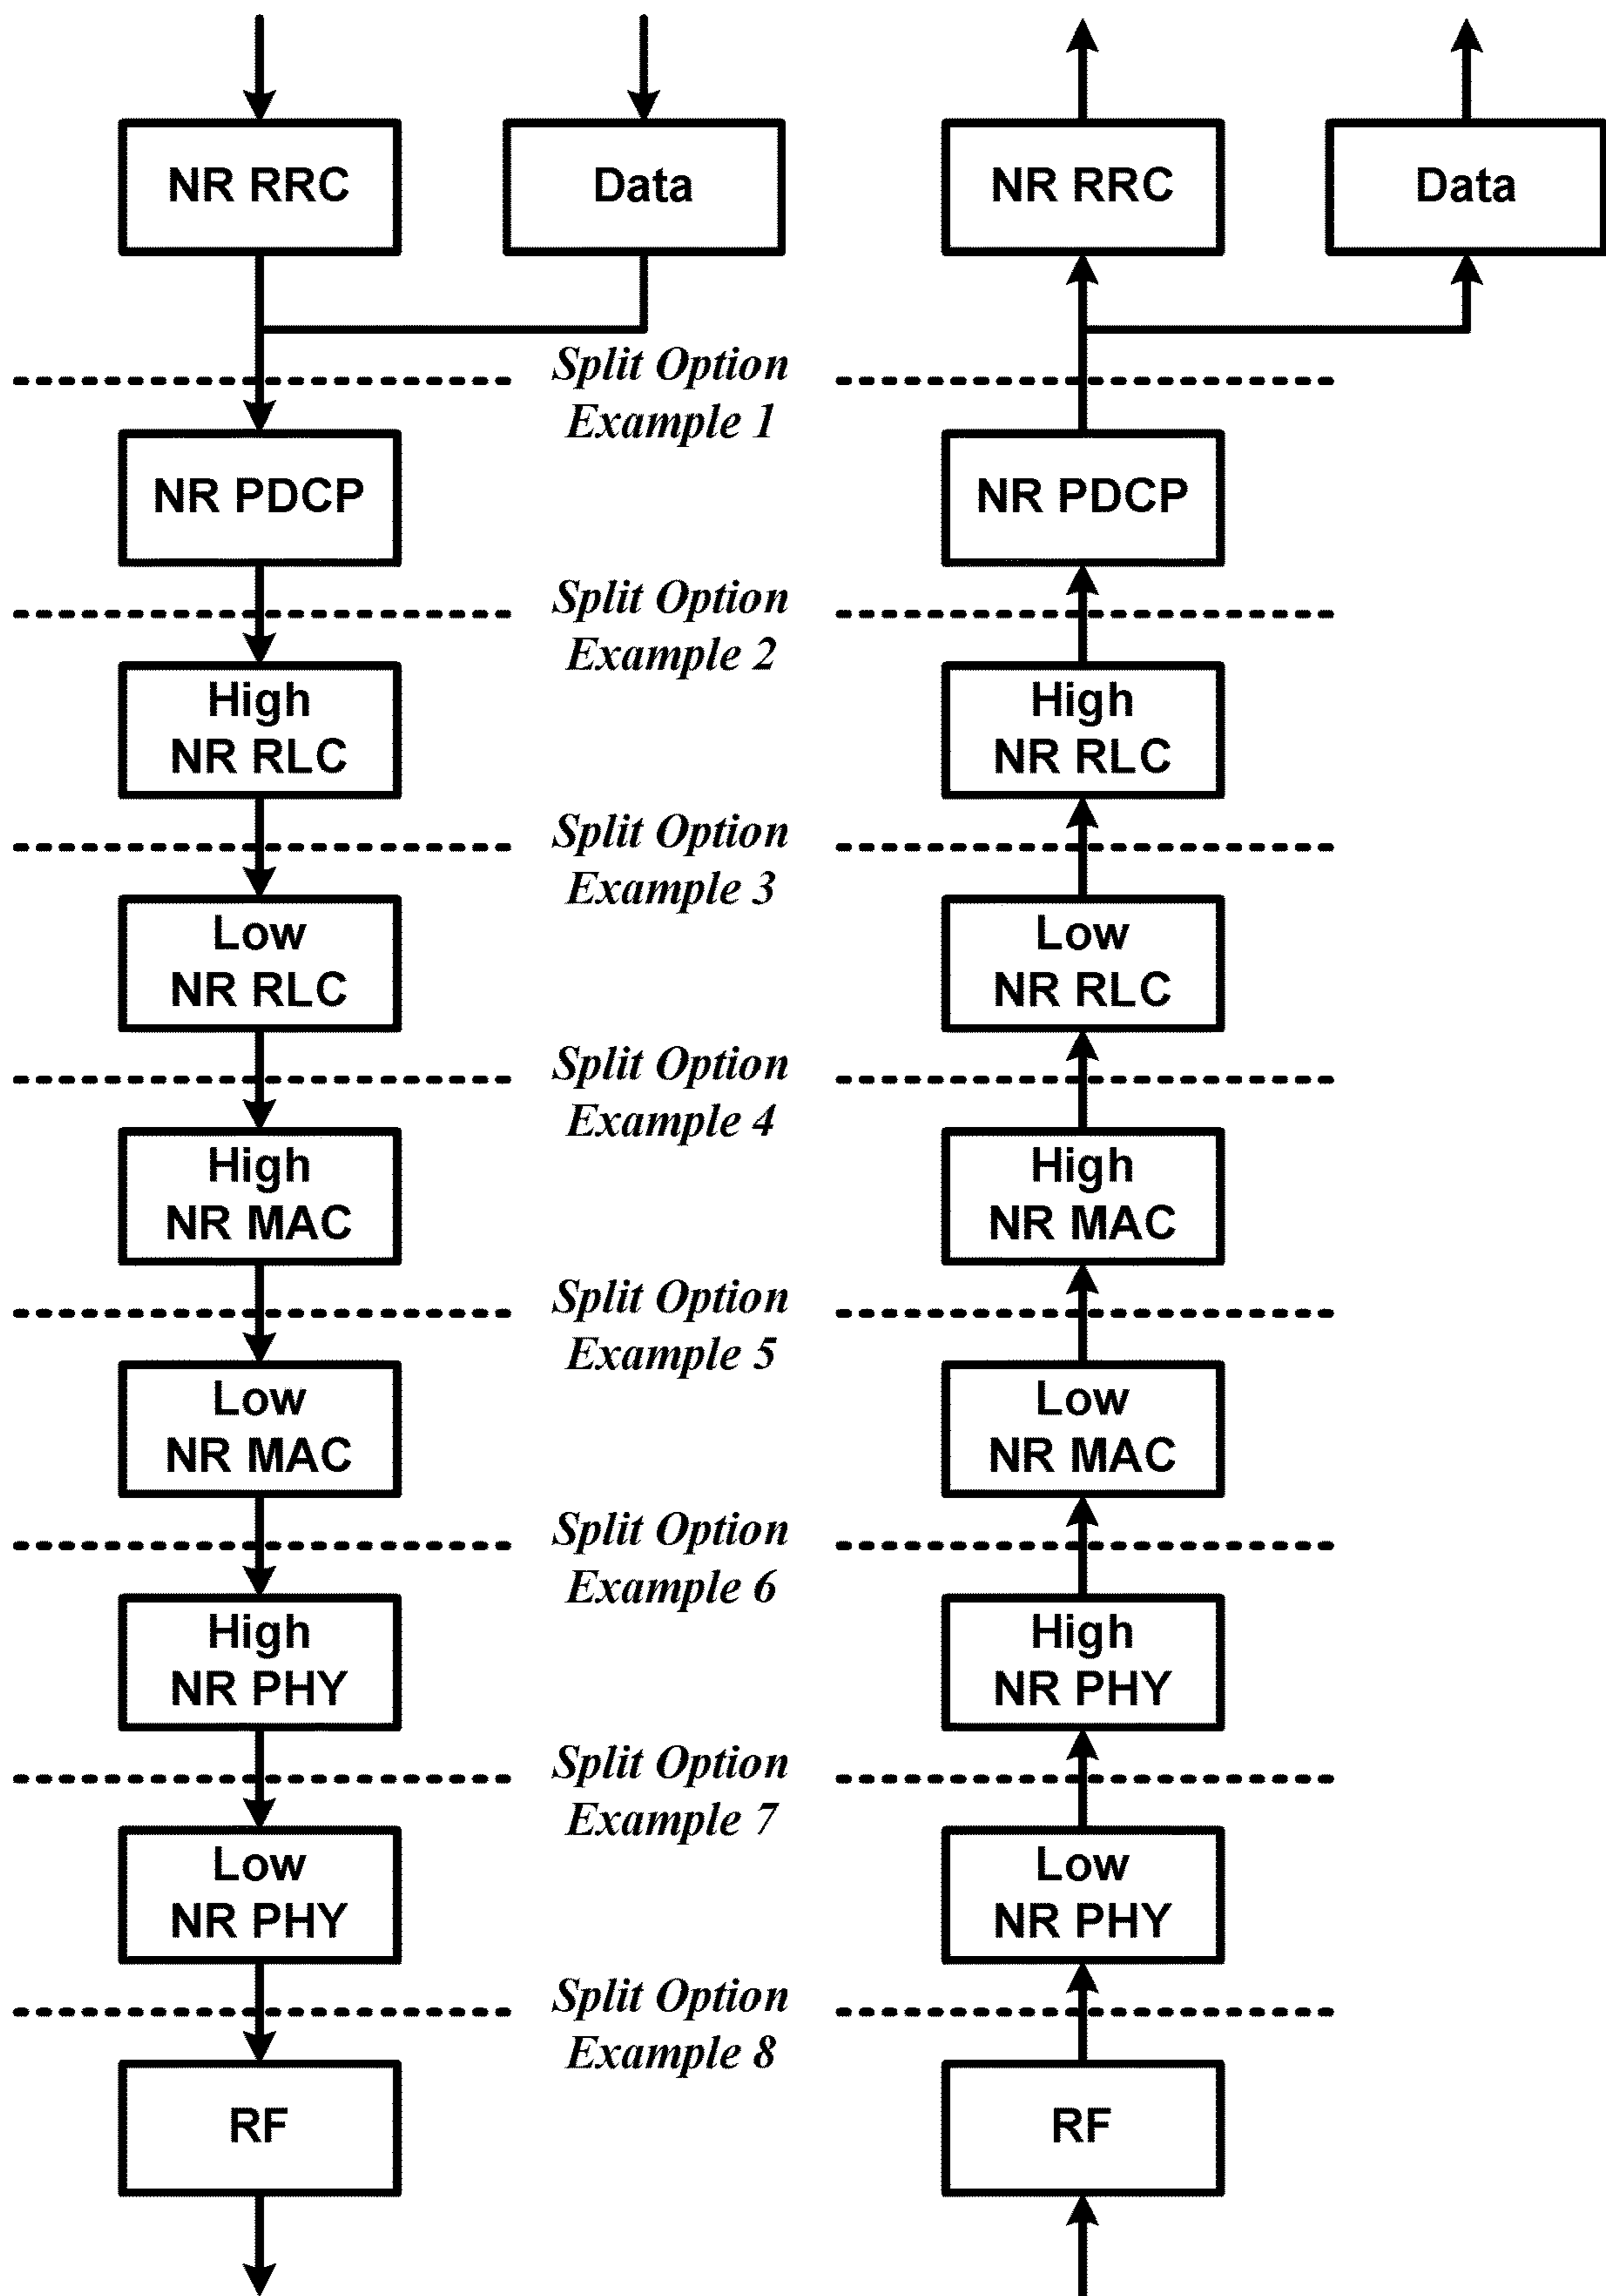 NR RRC
Data
NR RRC
Data
Split Option
Example 1
NR PDCP
NR PDCP
Split Option
Example 2
High
NR RLC
High
NR RLC
Split Option
Example 3
Low
NR RLC
Low
NR RLC
Split Option
Example 4
High
NR MAC
High
NR MAC
Split Option
Example 5
Low
NR MAC
Low
NR MAC
Split Option
Example 6
High
NR PHY
High
NR PHY
Split Option
Example 7
Low
NR PHY
Low
NR PHY
Split Option
Example 8
RF
RF